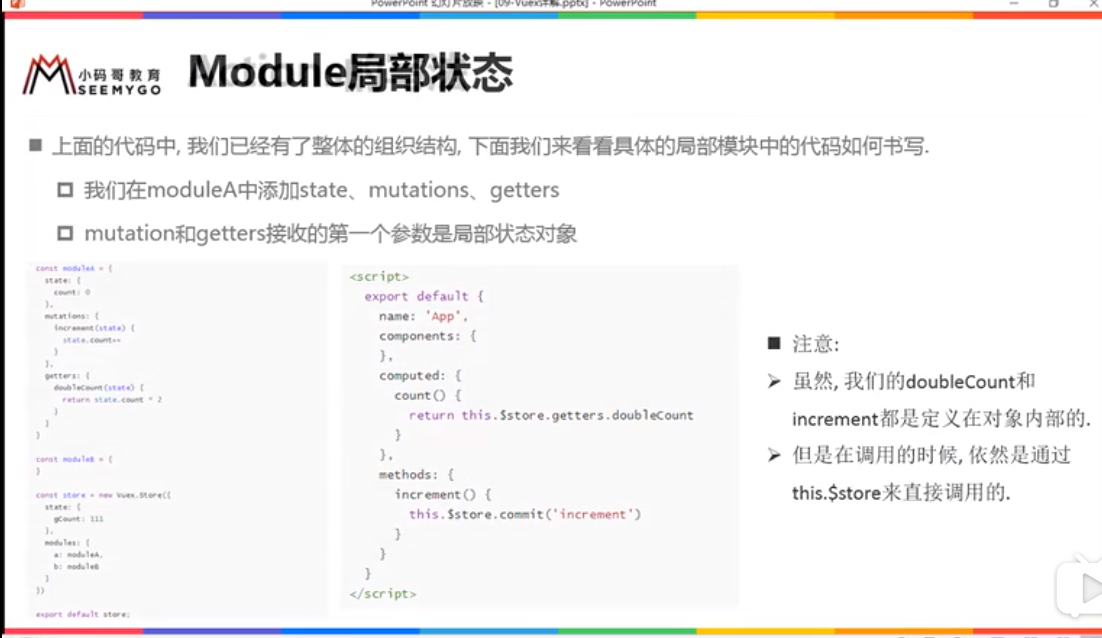 PowerPoint 幻灯片放映 - [09-Vuex详解.pptx] - PowerPoint
小码哥教育
SEEMYGO
Module局部状态
上面的代码中, 我们已经有了整体的组织结构, 下面我们来看看具体的局部模块中的代码如何书写.
我们在moduleA中添加state、mutations、getters
mutation和getters接收的第一个参数是局部状态对象
const moduleA = {
state: {
count: 0
},
mutations: {
increment(state) {
state.count++
}
},
getters: {
doubleCount(state) {
return state.count * 2
}
}
}
const moduleB = {
}
const store = new Vuex.Store({
state: {
gCount: 111
},
modules: {
a: moduleA,
b: moduleB
}
})
export default store;
<script>
export default {
name: 'App',
components: {
},
computed: {
count() {
return this.$store.getters.doubleCount
}
},
methods: {
increment() {
this.$store.commit('increment')
}
}
}
</script>
注意:
虽然, 我们的doubleCount和
increment都是定义在对象内部的.
但是在调用的时候, 依然是通过
this.$store来直接调用的.